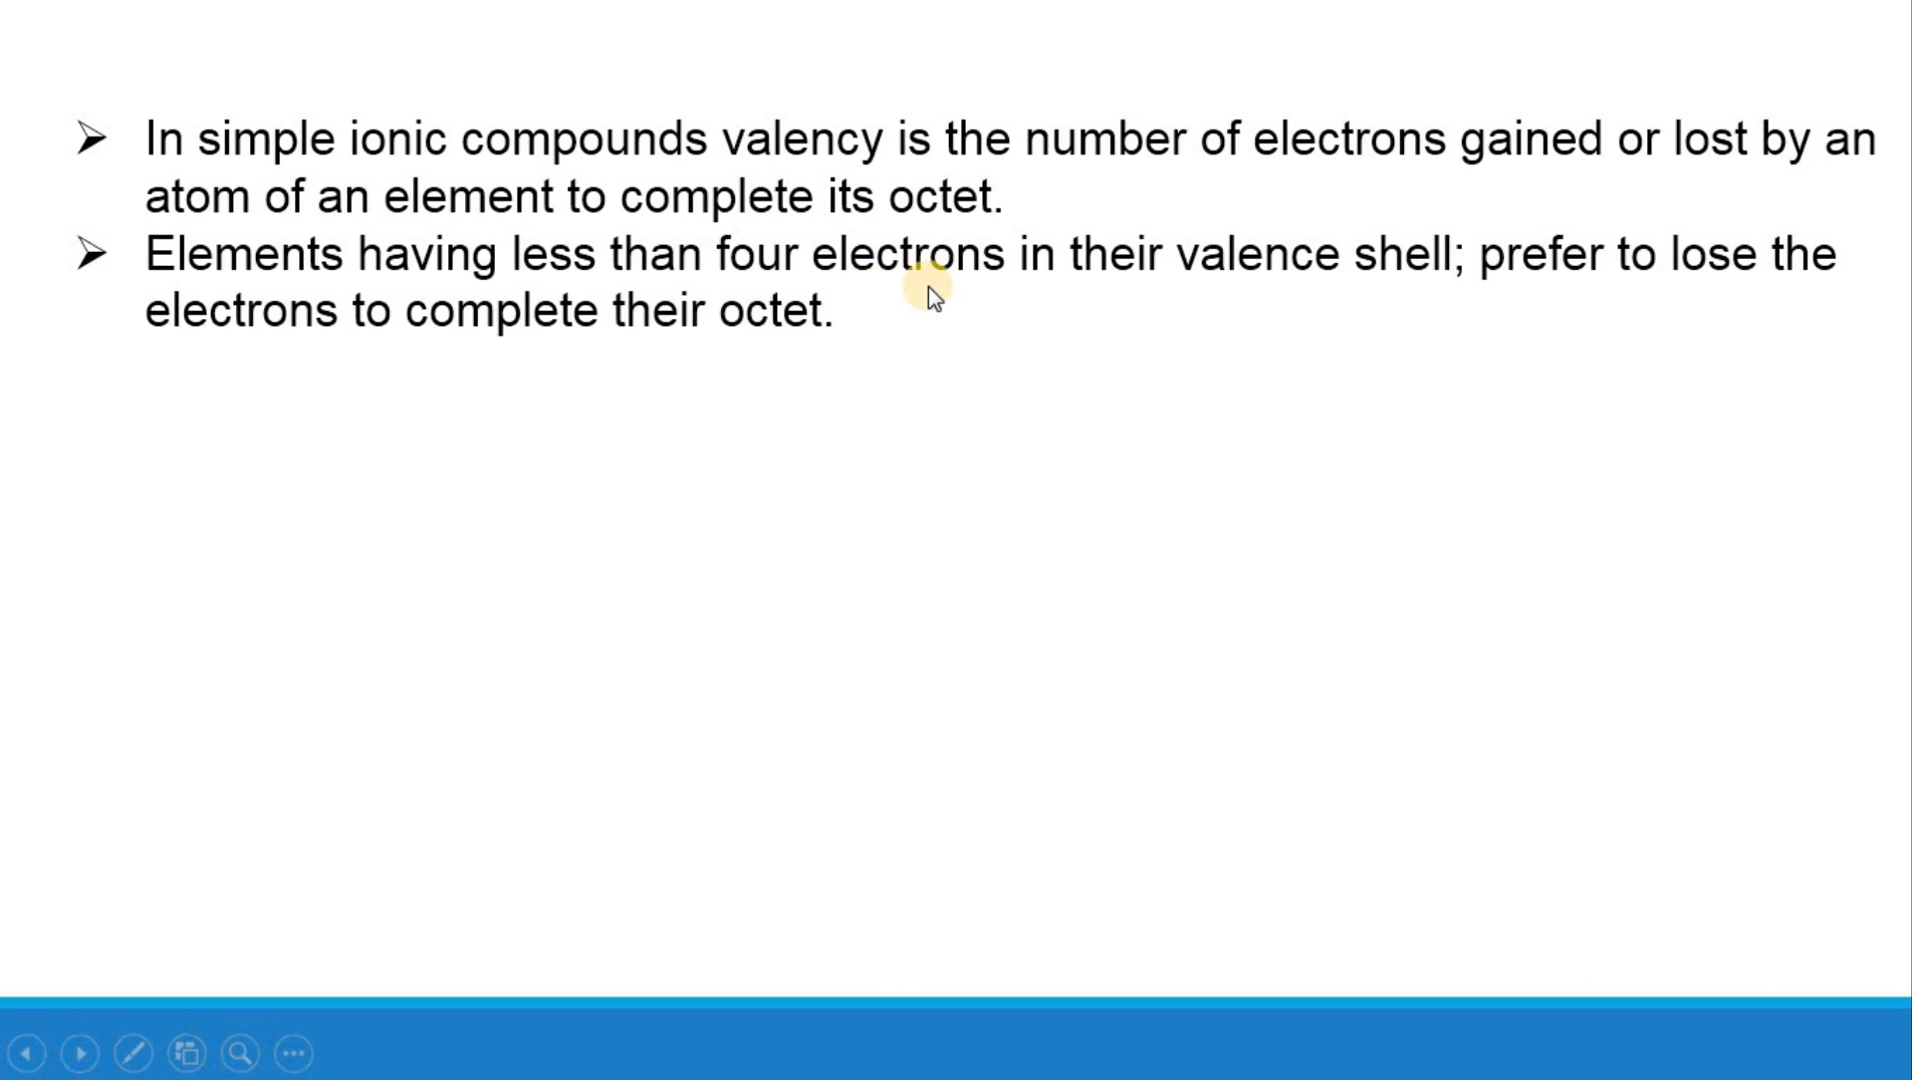 In simple ionic compounds valency is the number of electrons gained or lost by an
atom of an element to complete its octet.
Elements having less than four electrons in their valence shell; prefer to lose the
electrons to complete their octet.